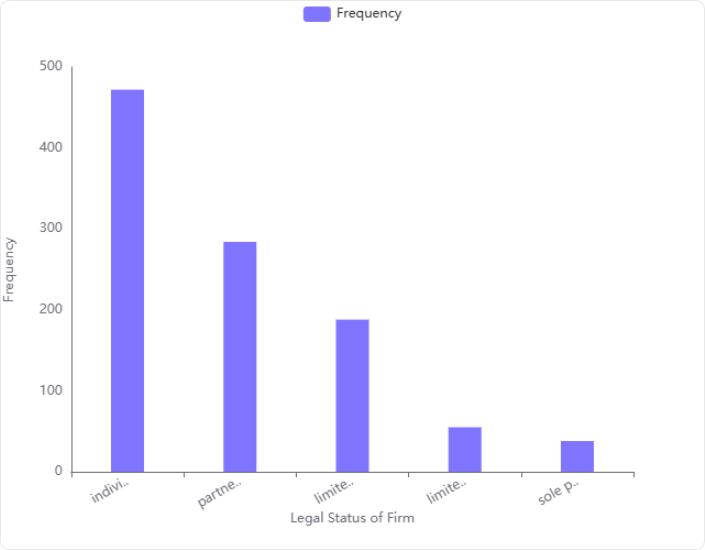 Frequency
500
400
300
200
100
0
Frequency
indivi..
partne..
limite..
limite..
sole p..
Legal Status of Firm